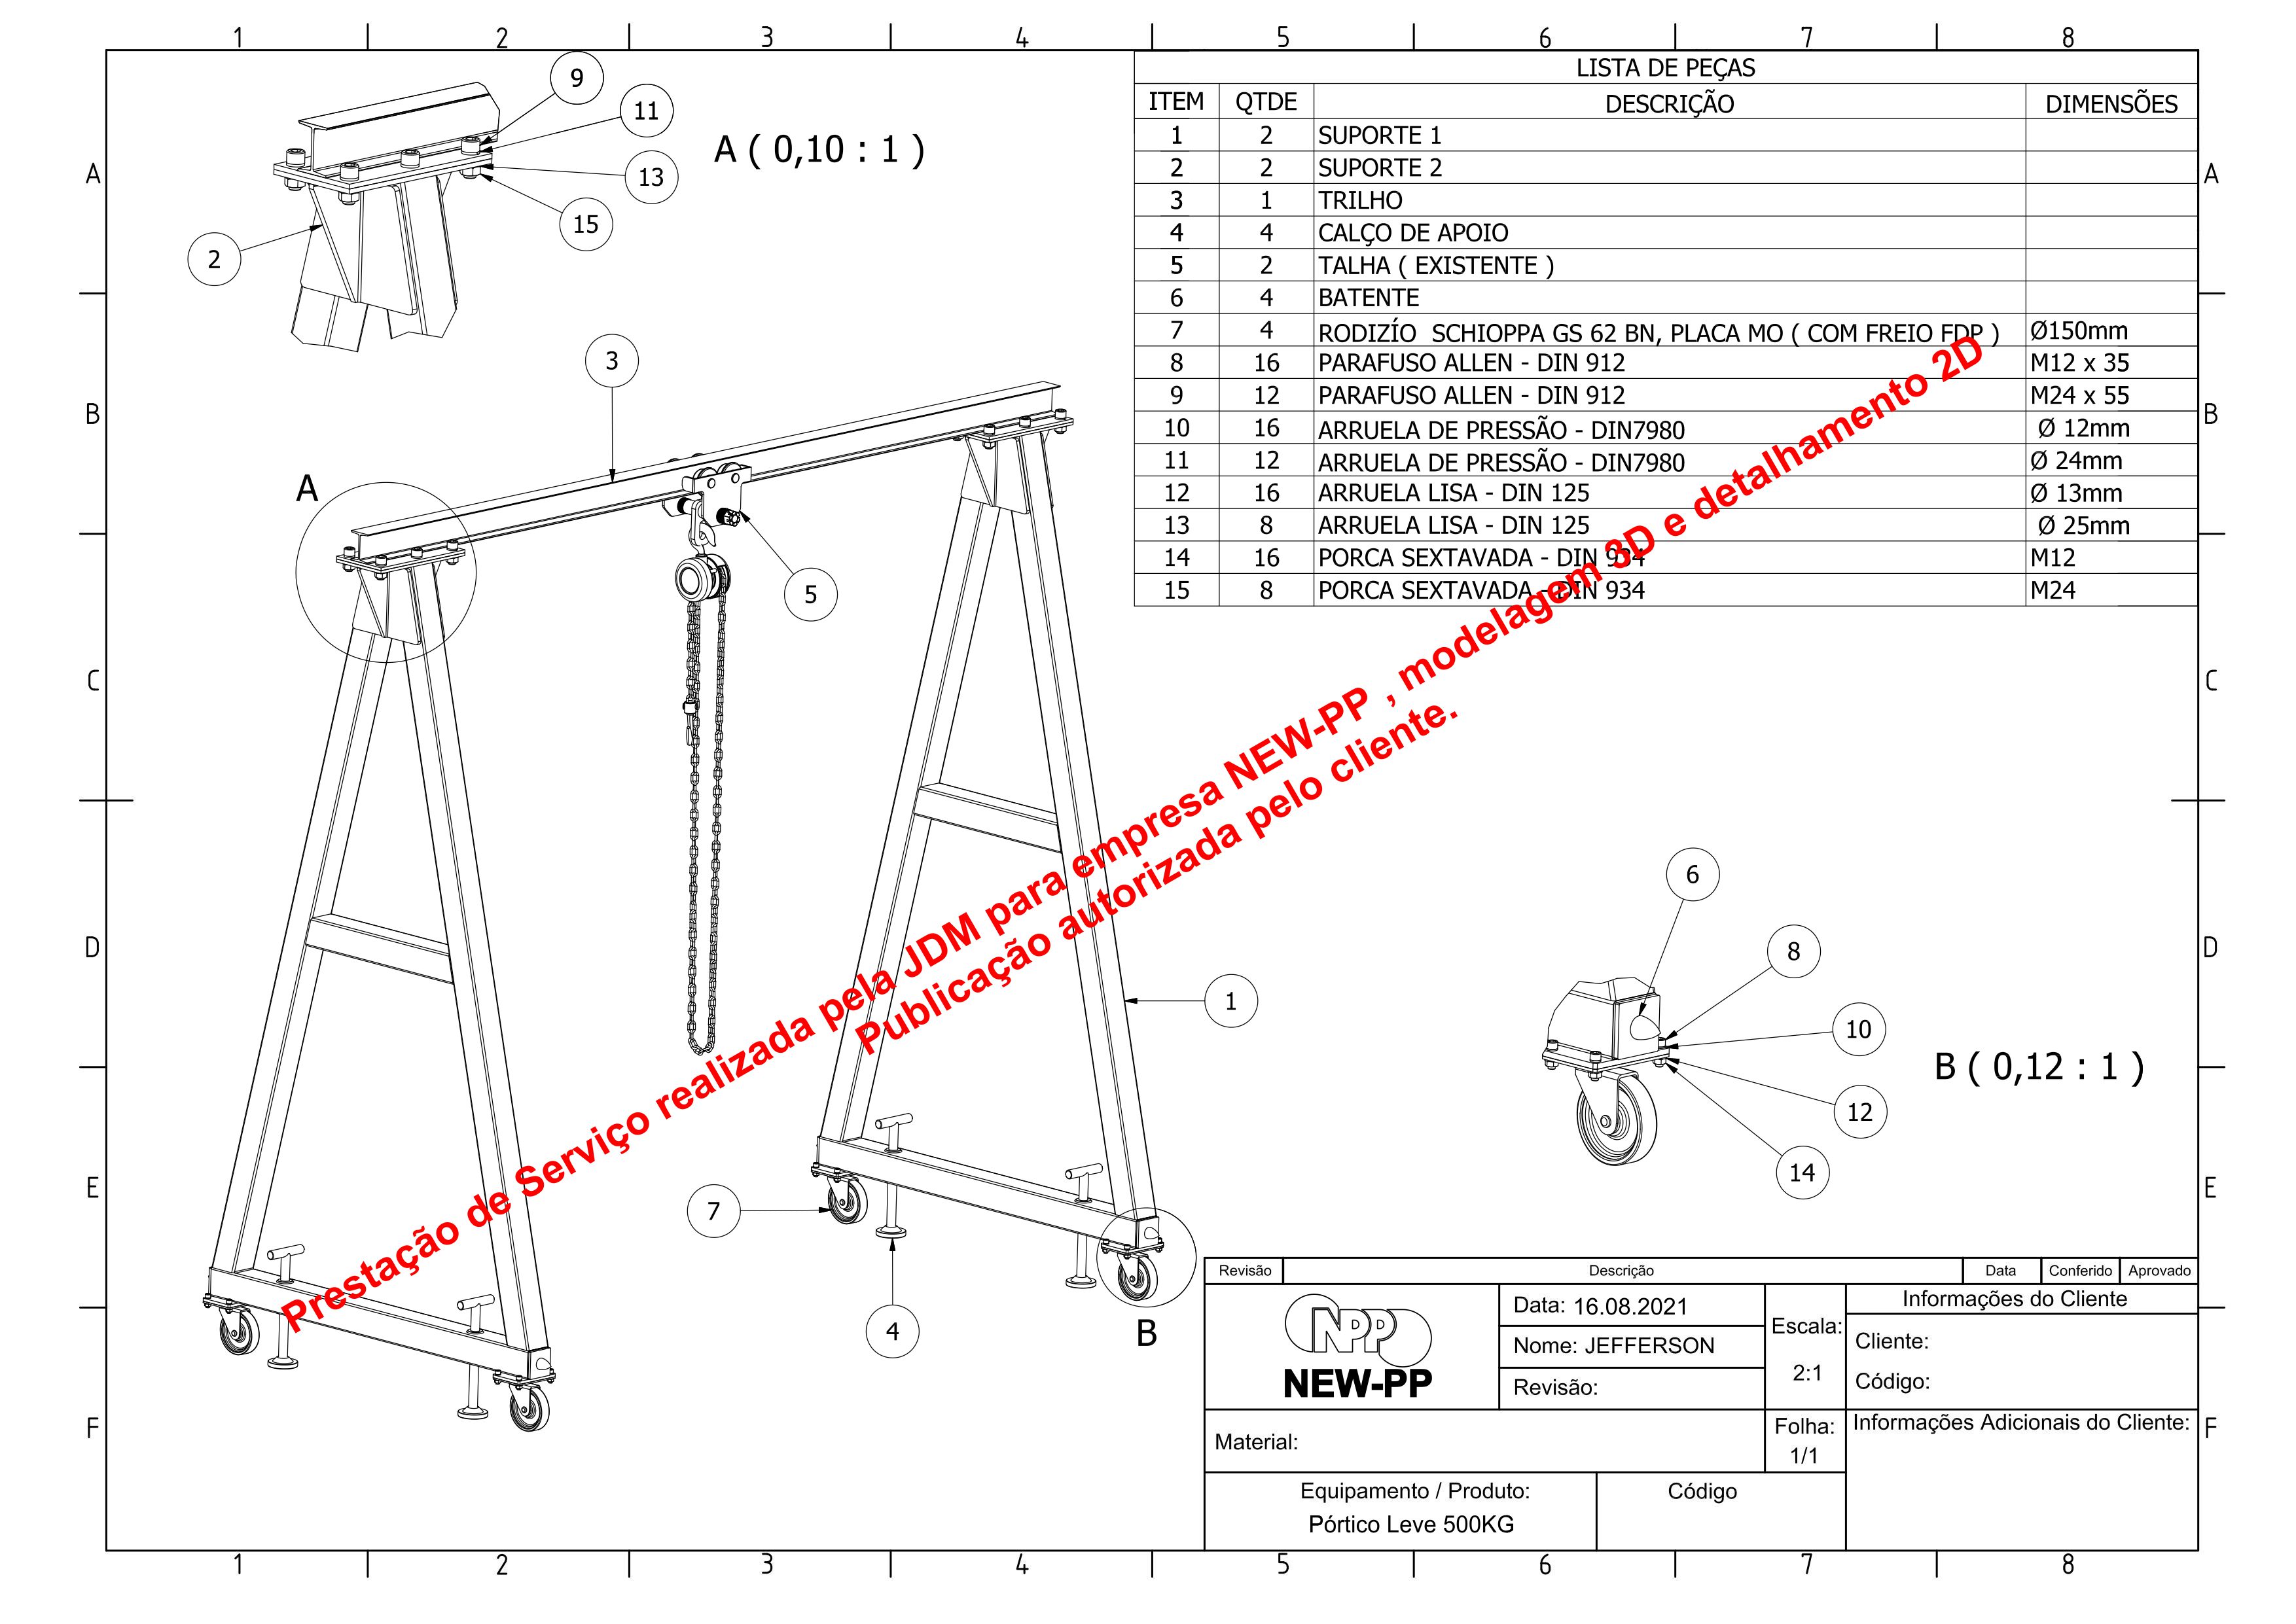 1 2 3 4 5 6 7 8
A
B
C
D
E
F
A
B
C
D
E
F
9
11
13
15
2
A ( 0,10 : 1 )
3
A
5
1
7
4
B
6
8
10
12
14
B ( 0,12 : 1 )
LISTA DE PEÇAS
ITEM QTDE DESCRIÇÃO DIMENSÕES
1 2 SUPORTE 1
2 2 SUPORTE 2
3 1 TRILHO
4 4 CALÇO DE APOIO
5 2 TALHA ( EXISTENTE )
6 4 BATENTE
7 4 RODIZÍO SCHIOPPA GS 62 BN, PLACA MO ( COM FREIO FDP ) Ø150mm
8 16 PARAFUSO ALLEN - DIN 912 M12 x 35
9 12 PARAFUSO ALLEN - DIN 912 M24 x 55
10 16 ARRUELA DE PRESSÃO - DIN7980 Ø 12mm
11 12 ARRUELA DE PRESSÃO - DIN7980 Ø 24mm
12 16 ARRUELA LISA - DIN 125 Ø 13mm
13 8 ARRUELA LISA - DIN 125 Ø 25mm
14 16 PORCA SEXTAVADA - DIN 934 M12
15 8 PORCA SEXTAVADA - DIN 934 M24
Prestação de Serviço realizada pela JDM para empresa NEW-PP , modelagem 3D e detalhamento 2D
Publicação autorizada pelo cliente.
Revisão Descrição Data Conferido Aprovado
NPP
NEW-PP
Data: 16.08.2021
Nome: JEFFERSON
Revisão:
Escala:
2:1
Informações do Cliente
Cliente:
Código:
Material:
Folha:
1/1
Informações Adicionais do Cliente:
Equipamento / Produto:
Pórtico Leve 500KG
Código
1 2 3 4 5 6 7 8